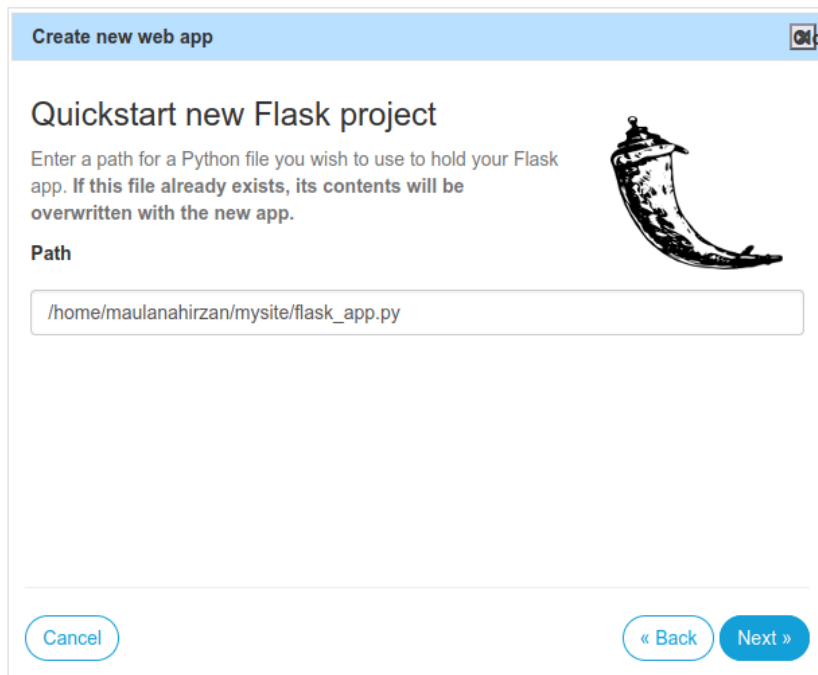 Create new web app
Quickstart new Flask project
Enter a path for a Python file you wish to use to hold your Flask
app. If this file already exists, its contents will be
overwritten with the new app.
Path
/home/maulanahirzan/mysite/flask_app.py
Cancel
« Back
Next »